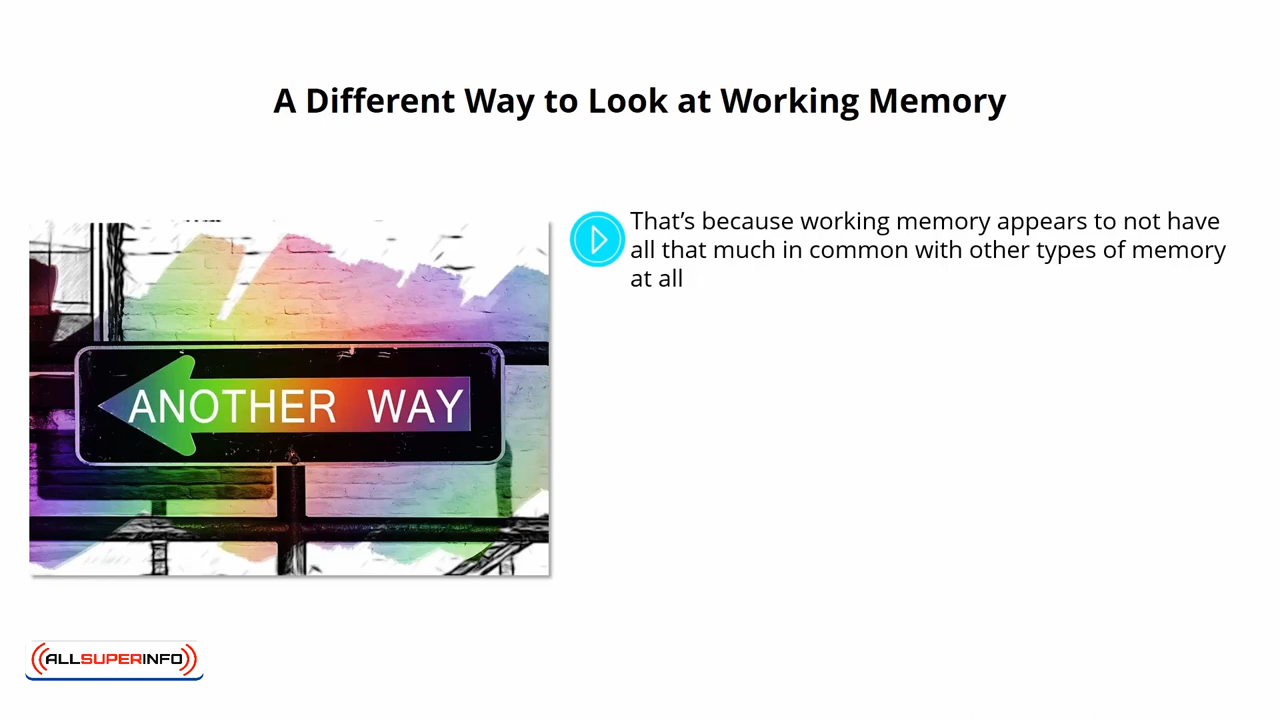 A Different Way to Look at Working Memory
That’s because working memory appears to not have
all that much in common with other types of memory
at all
ANOTHER WAY
ALLSUPERINFO